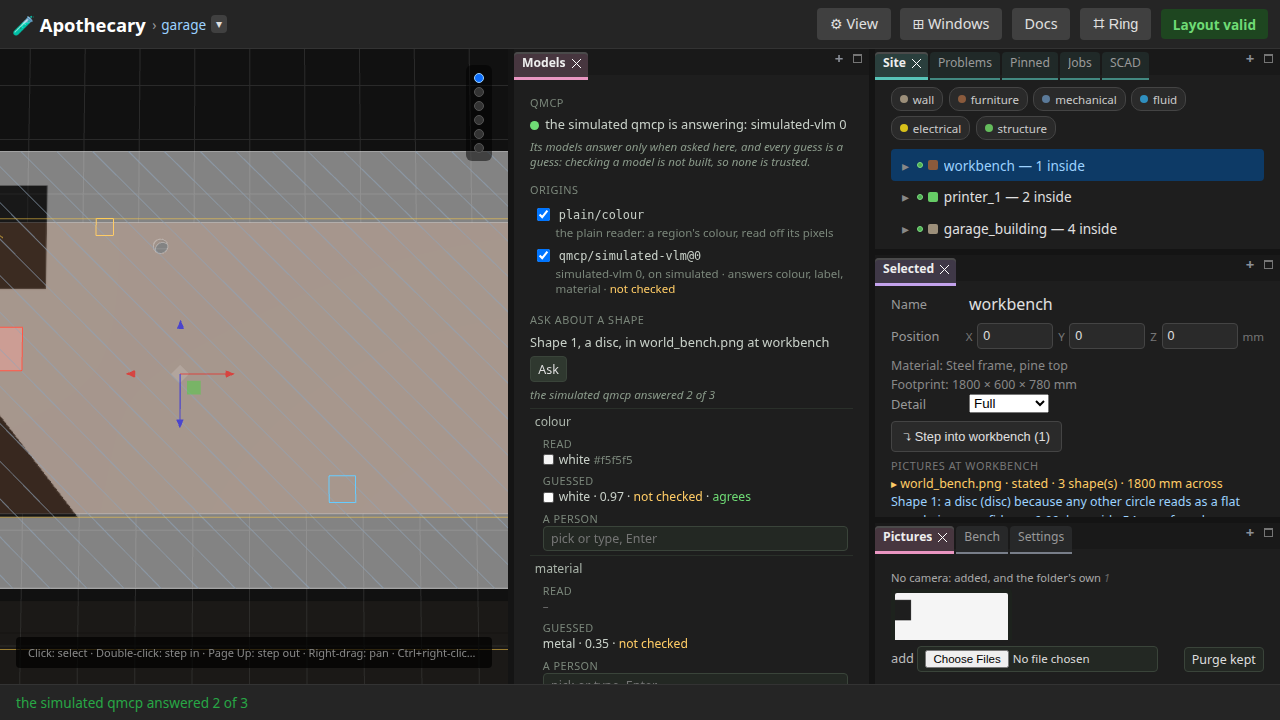 Apothecary › garage ▾
⚙ View
⊞ Windows
Docs
⌗ Ring
Layout valid
Click: select · Double-click: step in · Page Up: step out · Right-drag: pan · Ctrl+right-clic…
Models
QMCP
the simulated qmcp is answering: simulated-vlm 0
Its models answer only when asked here, and every guess is a
guess: checking a model is not built, so none is trusted.
ORIGINS
plain/colour
the plain reader: a region's colour, read off its pixels
qmcp/simulated-vlm@0
simulated-vlm 0, on simulated · answers colour, label,
material · not checked
ASK ABOUT A SHAPE
Shape 1, a disc, in world_bench.png at workbench
Ask
the simulated qmcp answered 2 of 3
colour
READ
white #f5f5f5
GUESSED
white · 0.97 · not checked · agrees
A PERSON
pick or type, Enter
material
READ
–
GUESSED
metal · 0.35 · not checked
A PERSON
pick or type, Enter
Site
Problems
Pinned
Jobs
SCAD
wall
furniture
mechanical
fluid
electrical
structure
▸ workbench — 1 inside
▸ printer_1 — 2 inside
▸ garage_building — 4 inside
Selected
Name workbench
Position X 0 Y 0 Z 0 mm
Material: Steel frame, pine top
Footprint: 1800 × 600 × 780 mm
Detail Full
⤵ Step into workbench (1)
PICTURES AT WORKBENCH
▸ world_bench.png · stated · 3 shape(s) · 1800 mm across
Shape 1: a disc (disc) because any other circle reads as a flat
Pictures
Bench
Settings
No camera: added, and the folder's own 1
add Choose Files No file chosen
Purge kept
the simulated qmcp answered 2 of 3